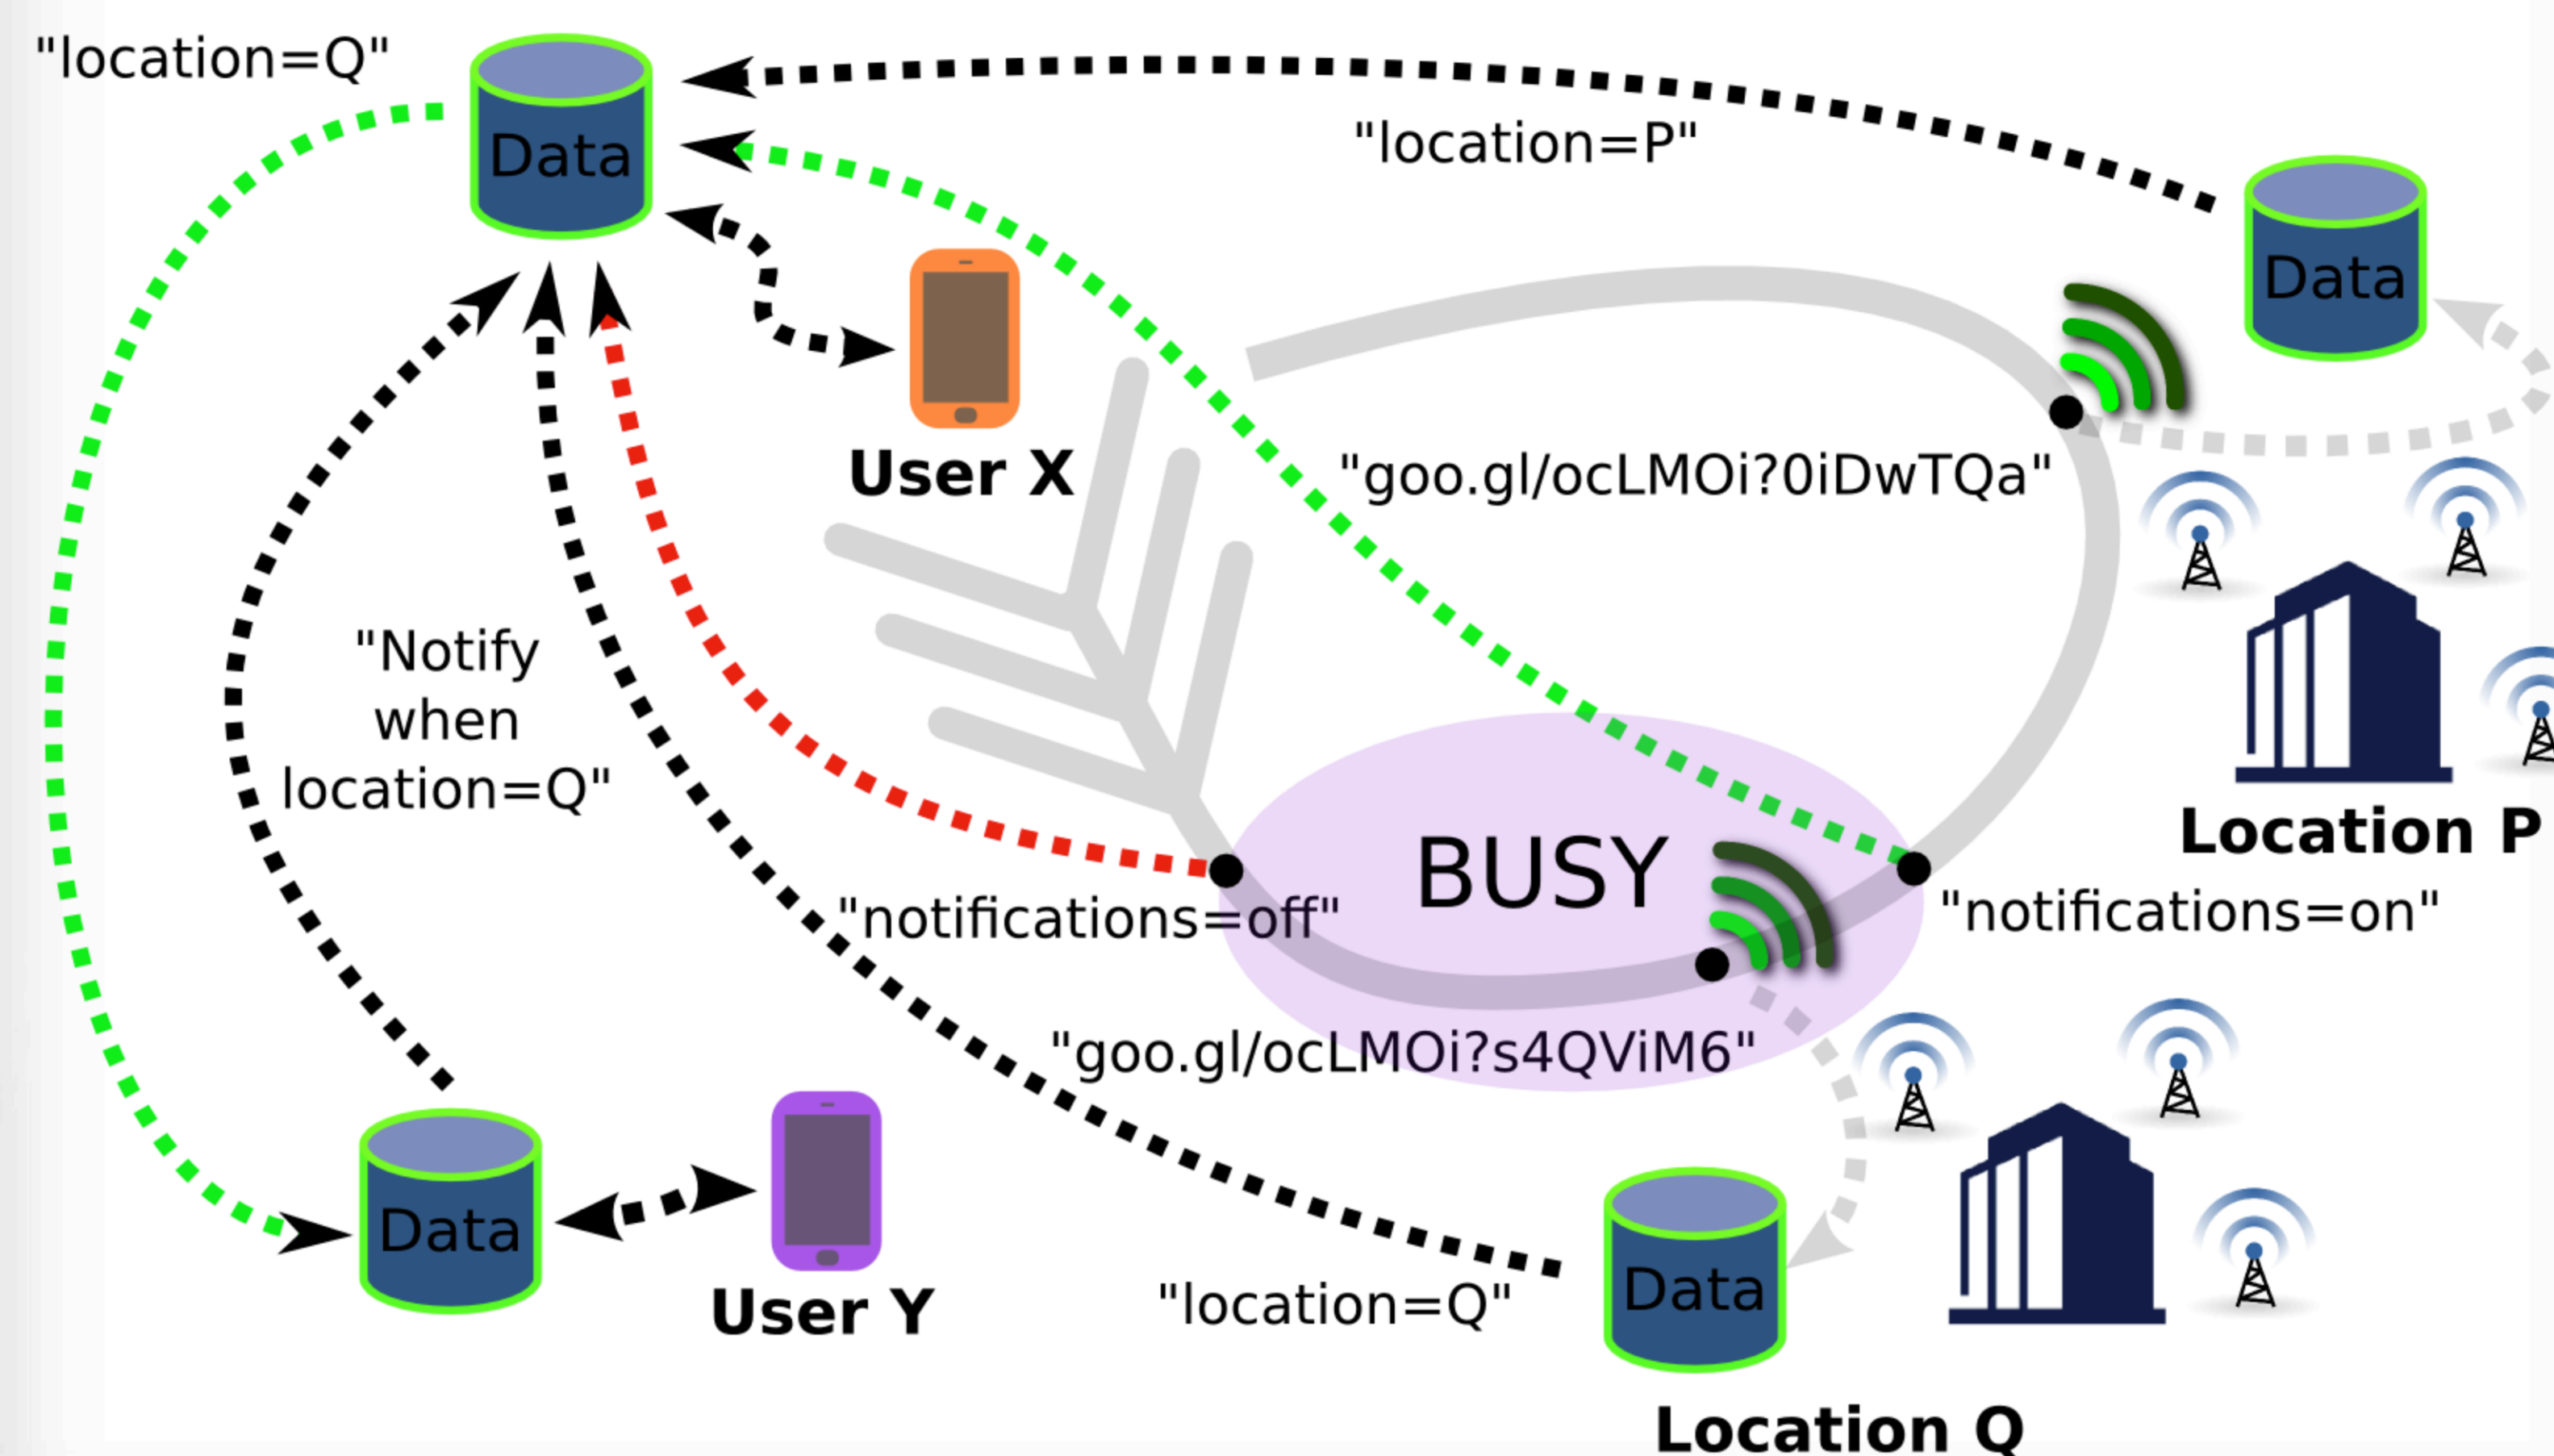 "location=Q"
Data
"location=P"
Data
User X
"goo.gl/ocLMOi?0iDwTQa"
"Notify
when
location=Q"
Location P
BUSY
"notifications=off"
"notifications=on"
"goo.gl/ocLMOi?s4QViM6"
Data
User Y
"location=Q"
Data
Location Q